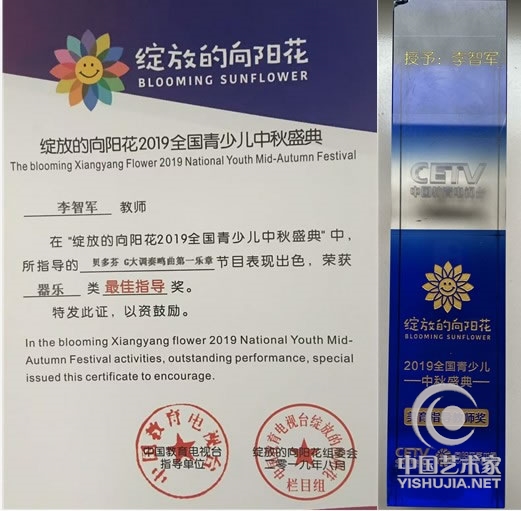 绽放的向阳花
BLOOMING SUNFLOWER
绽放的向阳花2019全国青少儿中秋盛典
The blooming Xiangyang Flower 2019 National Youth Mid-Autumn Festival
李智军 教师
在“绽放的向阳花2019全国青少儿中秋盛典”中，
所指导的 贝多芬 G大调奏鸣曲第一乐章 节目表现出色，荣获
器乐 类 最佳指导 奖。
特发此证，以资鼓励。
In the blooming Xiangyang flower 2019 National Youth Mid-
Autumn Festival activities, outstanding performance, special
issued this certificate to encourage.
中国教育电视台
指导单位
绽放的向阳花组委会
二零一九年八月
栏目组
授予：李智军
CETV
中国教育电视台
绽放的向阳花
BLOOMING SUNFLOWER
2019全国青少儿
中秋盛典
CETV
中国艺术家
YISHUJIA.NET